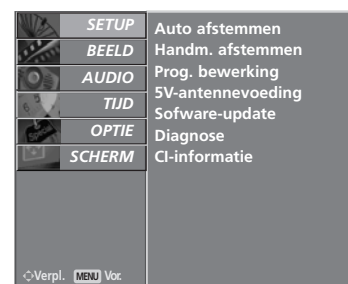 SETUP
BEELD
AUDIO
TIJD
OPTIE
SCHERM
Auto afstemmen
Handm. afstemmen
Prog. bewerking
5V-antennevoeding
Sofware-update
Diagnose
CI-informatie
Verpl. MENU Vor.